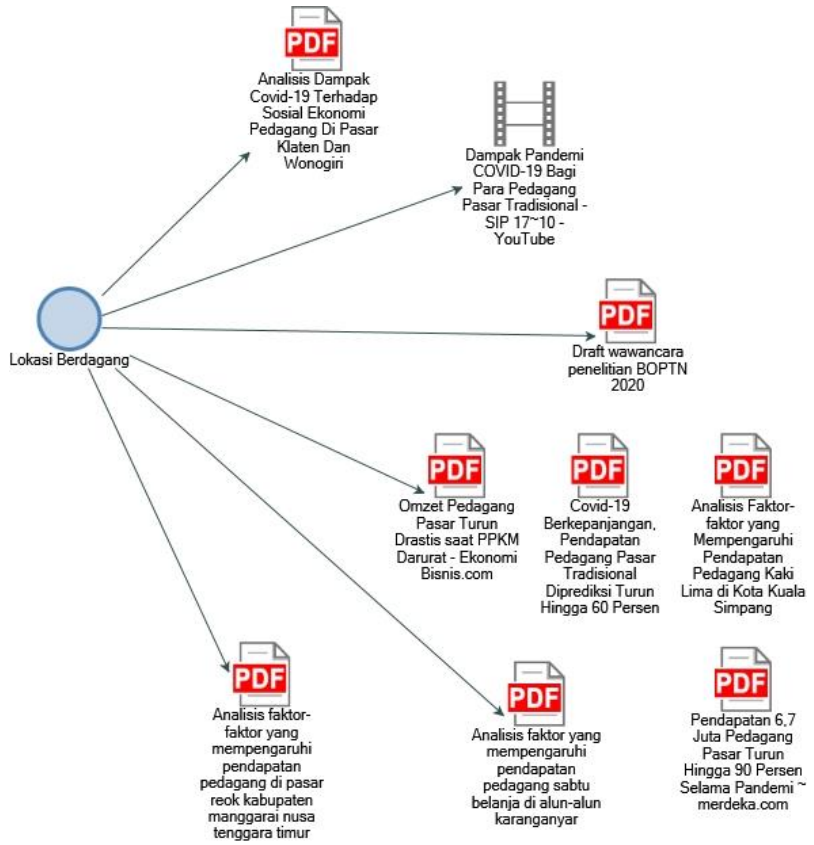 PDF
Analisis Dampak
Covid-19 Terhadap
Sosial Ekonomi
Pedagang Di Pasar
Klaten Dan
Wonogiri
Dampak Pandemi
COVID-19 Bagi
Para Pedagang
Pasar Tradisional -
SIP 17~10 -
YouTube
Lokasi Berdagang
PDF
Draft wawancara
penelitian BOPTN
2020
PDF
Omzet Pedagang
Pasar Turun
Drastis saat PPKM
Darurat - Ekonomi
Bisnis.com
PDF
Covid-19
Berkepanjangan,
Pendapatan
Pedagang Pasar
Tradisional
Diprediksi Turun
Hingga 60 Persen
PDF
Analisis Faktor-
faktor yang
Mempengaruhi
Pendapatan
Pedagang Kaki
Lima di Kota Kuala
Simpang
PDF
Analisis faktor-
faktor yang
mempengaruhi
pendapatan
pedagang di pasar
reok kabupaten
manggarai nusa
tenggara timur
PDF
Analisis faktor yang
mempengaruhi
pendapatan
pedagang sabtu
belanja di alun-alun
karanganyar
PDF
Pendapatan 6,7
Juta Pedagang
Pasar Turun
Hingga 90 Persen
Selama Pandemi ~
merdeka.com